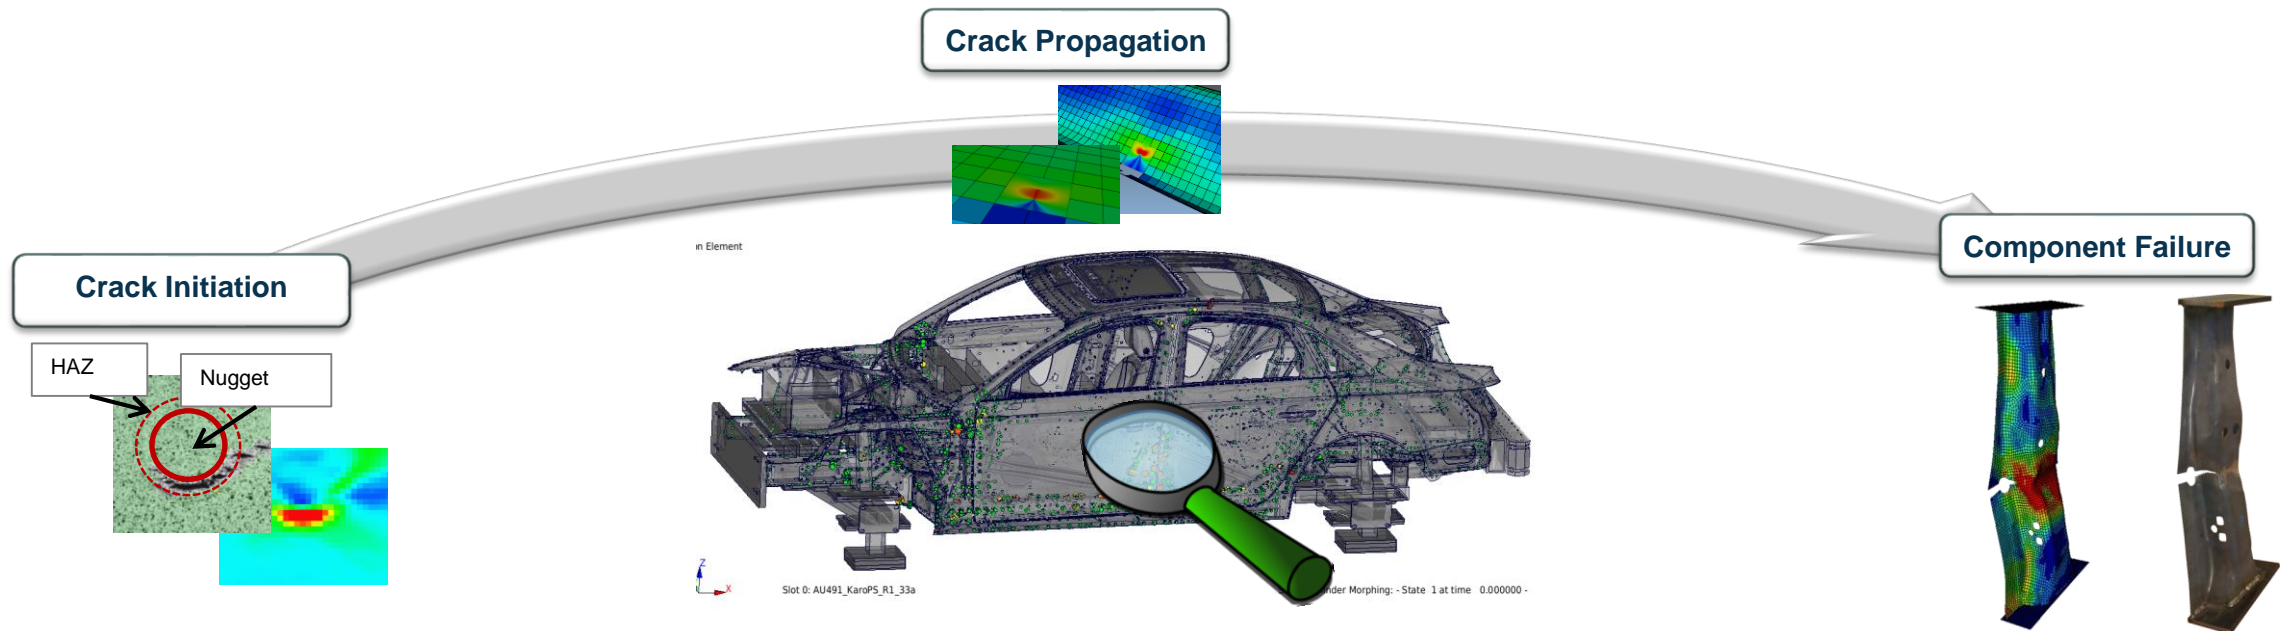 Crack Propagation
Crack Initiation
Component Failure
HAZ
Nugget
n Element
Z
X
Slot 0: AU491_KaroPS_R1_33a
nder Morphing: - State 1 at time 0.000000 -